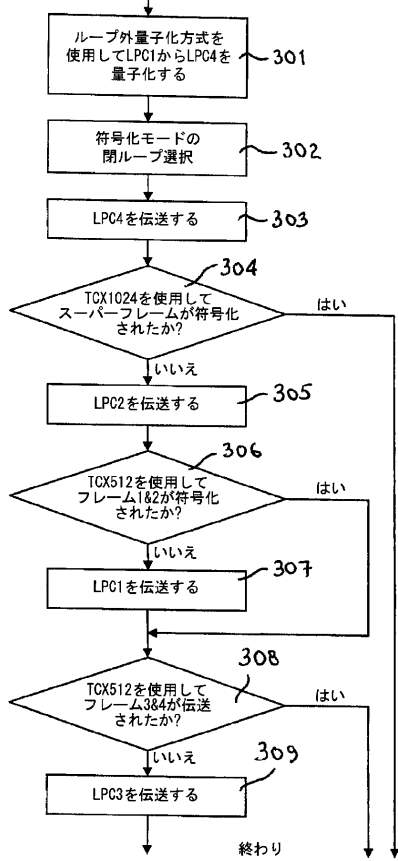 ループ外量子化方式を
使用してLPC1からLPC4を
量子化する
301
符号化モードの
閉ループ選択
302
LPC4を伝送する
303
304
TCX1024を使用して
スーパーフレームが符号化
されたか?
はい
いいえ
LPC2を伝送する
305
306
TCX512を使用して
フレーム1&2が符号化
されたか?
はい
いいえ
LPC1を伝送する
307
308
TCX512を使用して
フレーム3&4が伝送
されたか?
はい
いいえ
309
LPC3を伝送する
終わり